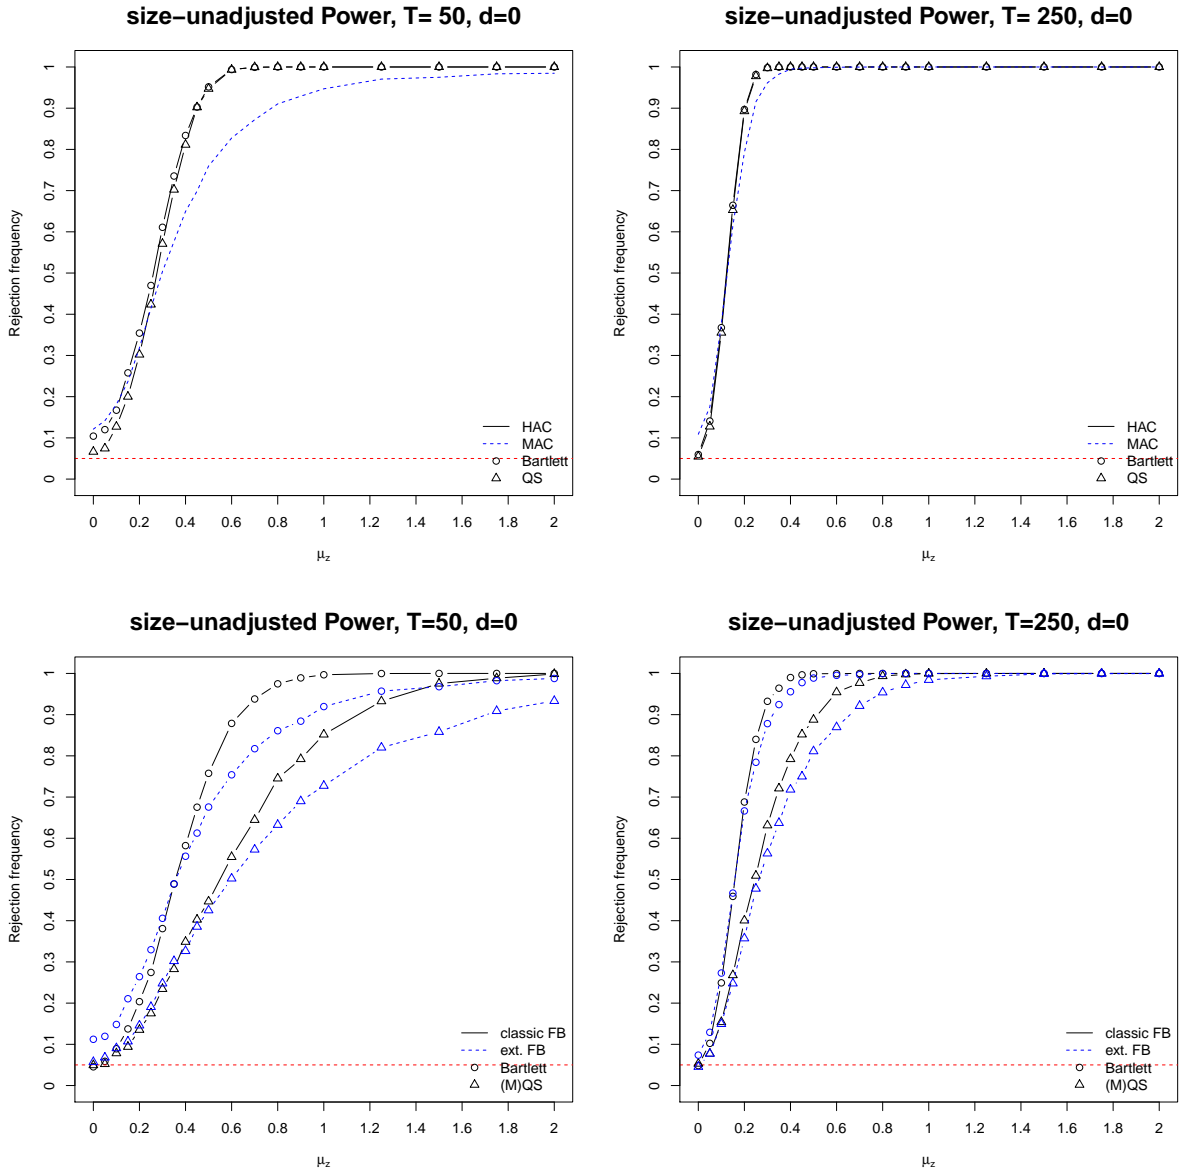 size−unadjusted Power, T= 50, d=0
Rejection frequency
1
0.9
0.8
0.7
0.6
0.5
0.4
0.3
0.2
0.1
0
HAC
MAC
Bartlett
QS
0 0.2 0.4 0.6 0.8 1 1.2 1.4 1.6 1.8 2
μz
size−unadjusted Power, T= 250, d=0
Rejection frequency
1
0.9
0.8
0.7
0.6
0.5
0.4
0.3
0.2
0.1
0
HAC
MAC
Bartlett
QS
0 0.2 0.4 0.6 0.8 1 1.2 1.4 1.6 1.8 2
μz
size−unadjusted Power, T=50, d=0
Rejection frequency
1
0.9
0.8
0.7
0.6
0.5
0.4
0.3
0.2
0.1
0
classic FB
ext. FB
Bartlett
(M)QS
0 0.2 0.4 0.6 0.8 1 1.2 1.4 1.6 1.8 2
μz
size−unadjusted Power, T=250, d=0
Rejection frequency
1
0.9
0.8
0.7
0.6
0.5
0.4
0.3
0.2
0.1
0
classic FB
ext. FB
Bartlett
(M)QS
0 0.2 0.4 0.6 0.8 1 1.2 1.4 1.6 1.8 2
μz